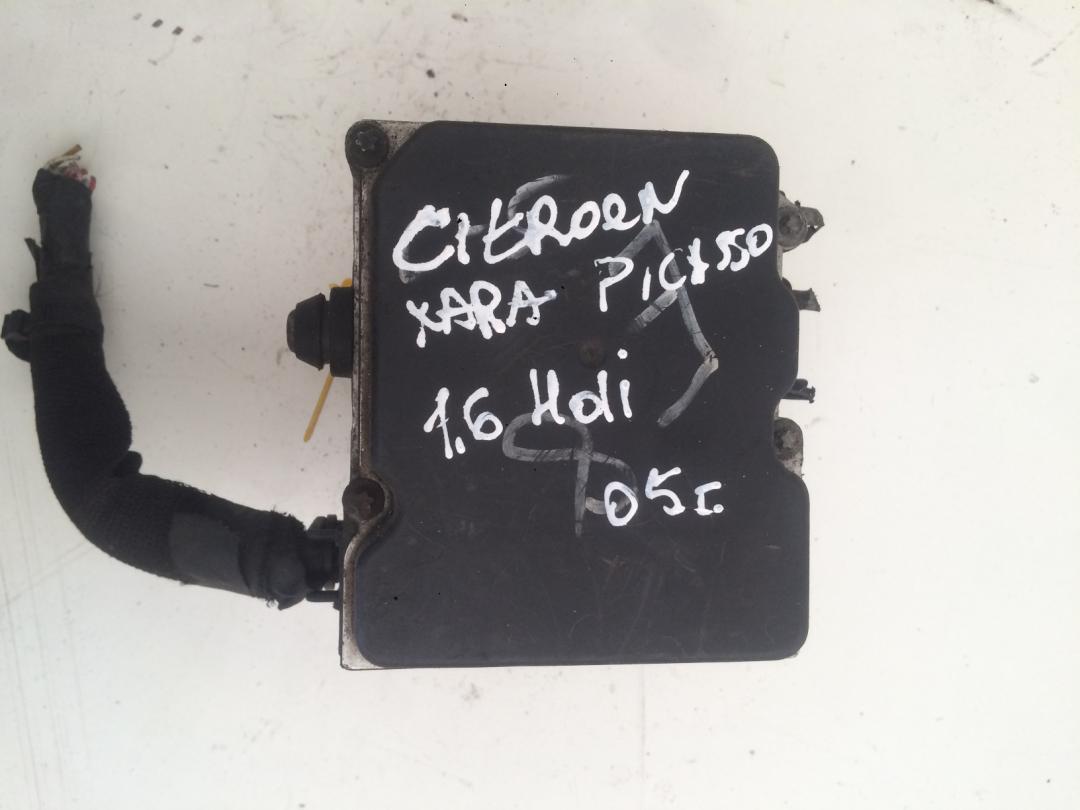 CITROEN
XARA PICASSO
1.6 Hdi
05г.